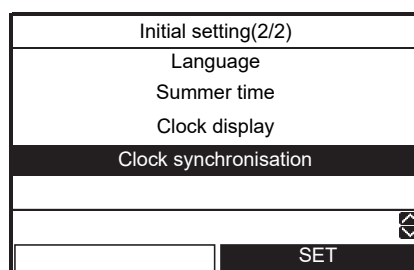 Initial setting(2/2)
Language
Summer time
Clock display
Clock synchronisation
SET